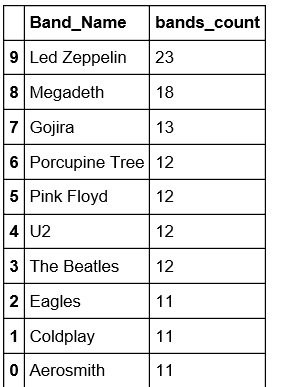 Band_Name bands_count
9 Led Zeppelin 23
8 Megadeth 18
7 Gojira 13
6 Porcupine Tree 12
5 Pink Floyd 12
4 U2 12
3 The Beatles 12
2 Eagles 11
1 Coldplay 11
0 Aerosmith 11